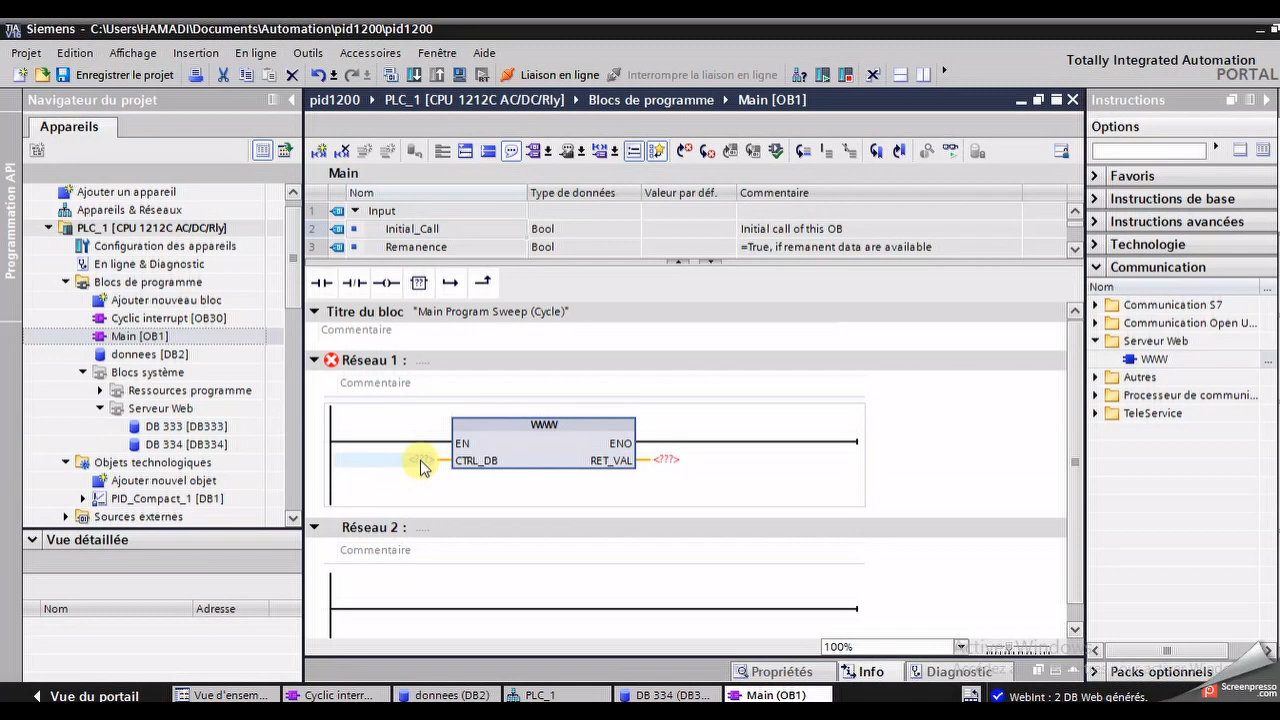 TIA V16 Siemens - C:\Users\HAMADI\Documents\Automation\pid1200\pid1200
Projet Edition Affichage Insertion En ligne Outils Accessoires Fenêtre Aide
Totally Integrated Automation
PORTAL
Enregistrer le projet Liaison en ligne Interrompre la liaison en ligne
Navigateur du projet
pid1200 PLC_1 [CPU 1212C AC/DC/Rly] Blocs de programme Main [OB1]
Instructions
Appareils
Options
Programmation API
Main
Nom Type de données Valeur par déf. Commentaire
1 Input
2 Initial_Call Bool Initial call of this OB
3 Remanence Bool =True, if remanent data are available
Ajouter un appareil
Appareils & Réseaux
PLC_1 [CPU 1212C AC/DC/Rly]
Configuration des appareils
En ligne & Diagnostic
Blocs de programme
Ajouter nouveau bloc
Cyclic interrupt [OB30]
Main [OB1]
donnees [DB2]
Blocs système
Ressources programme
Serveur Web
DB 333 [DB333]
DB 334 [DB334]
Objets technologiques
Ajouter nouvel objet
PID_Compact_1 [DB1]
Sources externes
Vue détaillée
Nom Adresse
??
Titre du bloc "Main Program Sweep (Cycle)"
Commentaire
Réseau 1 : .....
Commentaire
WWW
EN ENO
<???> CTRL_DB RET_VAL <???>
Réseau 2 : .....
Commentaire
100%
Favoris
Instructions de base
Instructions avancées
Technologie
Communication
Nom ...
Communication S7
Communication Open U...
Serveur Web
WWW ...
Autres
Processeur de communi...
TeleService
Packs optionnels
Propriétés Info Diagnostic
Vue du portail Vue d'ensem... Cyclic interr... donnees (DB2) PLC_1 DB 334 (DB3... Main (OB1) WebInt : 2 DB Web générés.
Screenpresso
.com